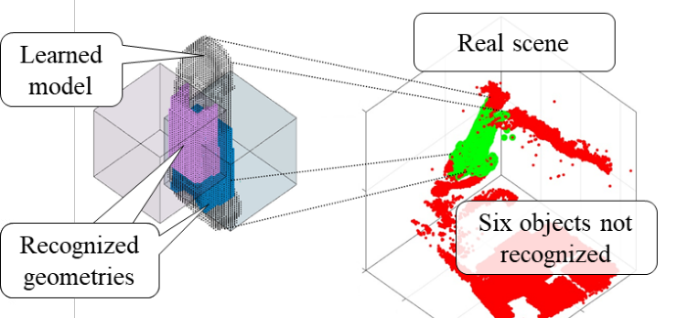 Learned
model
Real scene
Recognized
geometries
Six objects not
recognized